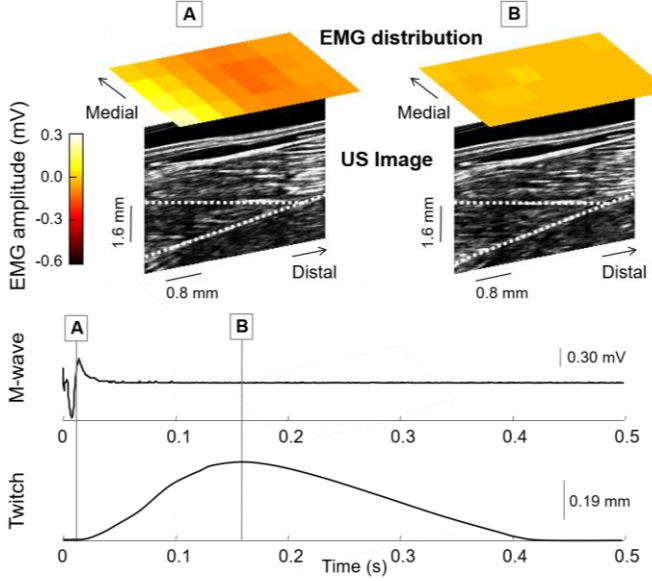 A
B
EMG distribution
Medial
Medial
EMG amplitude (mV)
0.3
0.0
-0.3
-0.6
US Image
1.6 mm
1.6 mm
Distal
Distal
0.8 mm
0.8 mm
A
B
M-wave
0.30 mV
0 0.1 0.2 0.3 0.4 0.5
Twitch
0.19 mm
0 0.1 0.2 0.3 0.4 0.5
Time (s)